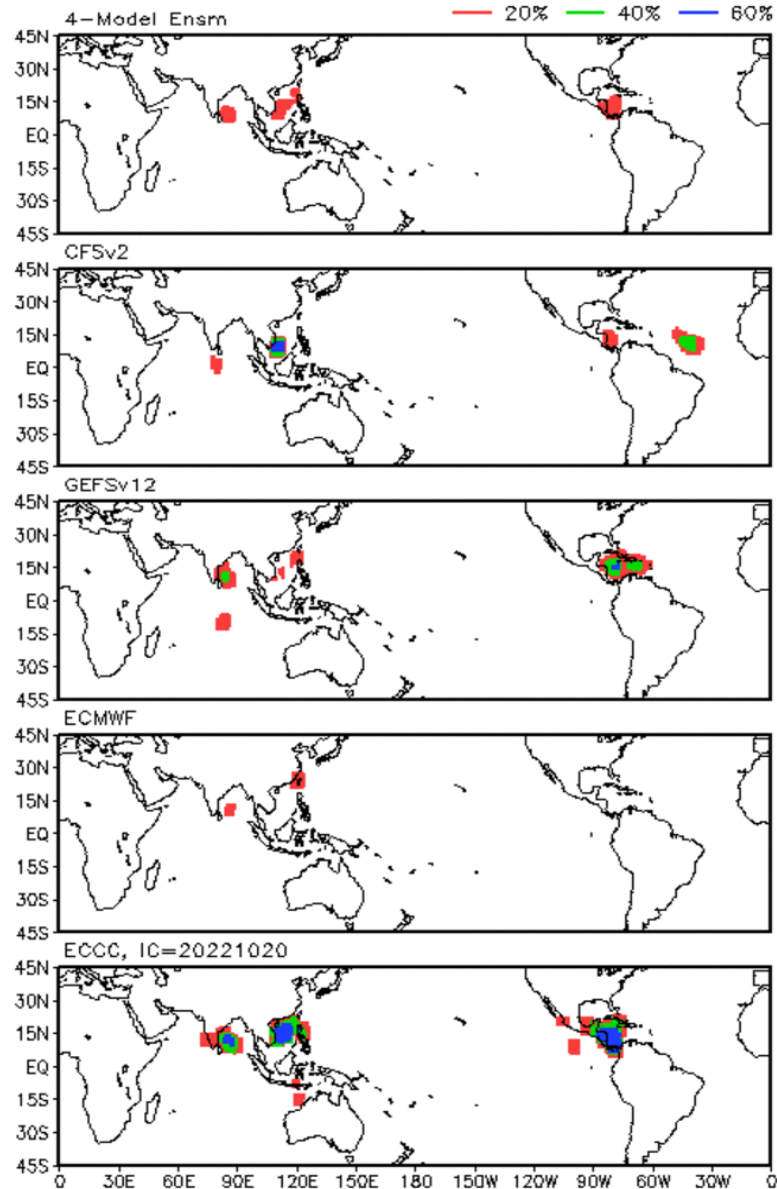 4-Model Ensm 20% 40% 60%
45N
30N
15N
EQ
15S
30S
45S
CFSv2
45N
30N
15N
EQ
15S
30S
45S
GEFSv12
45N
30N
15N
EQ
15S
30S
45S
ECMWF
45N
30N
15N
EQ
15S
30S
45S
ECCC, IC=20221020
45N
30N
15N
EQ
15S
30S
45S
0 30E 60E 90E 120E 150E 180 150W 120W 90W 60W 30W 0